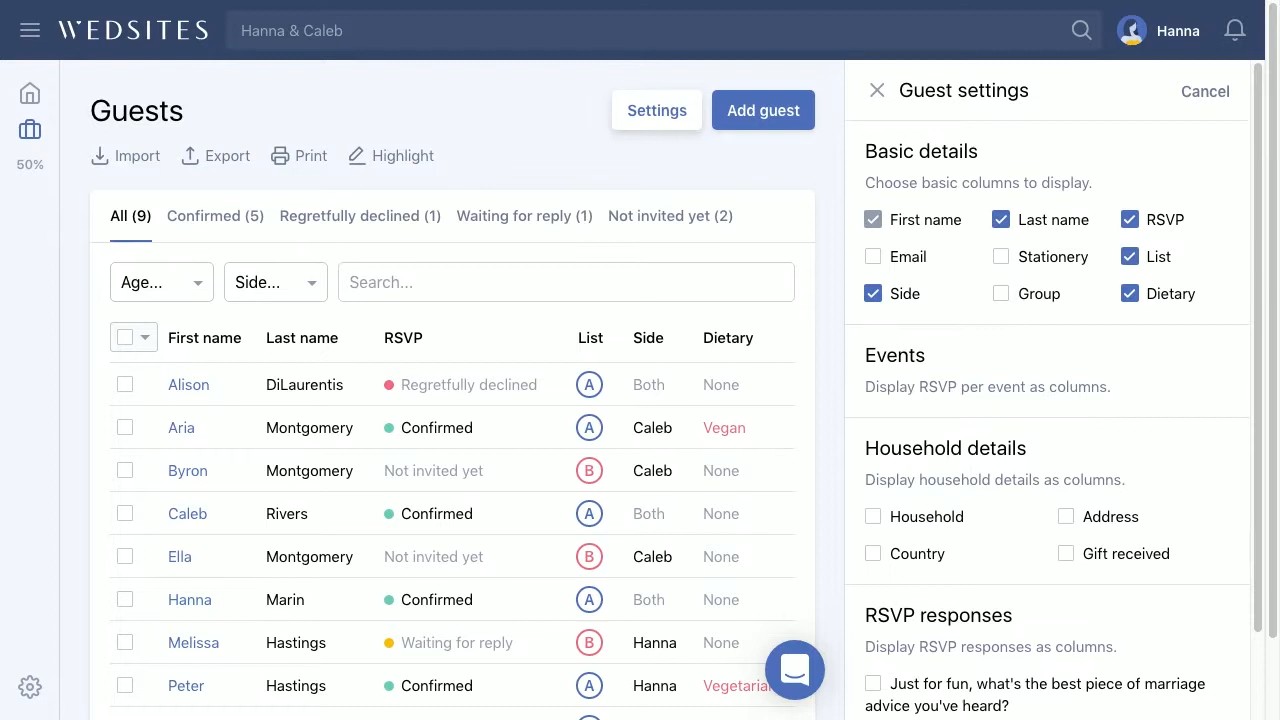 WEDSITES
Hanna & Caleb
Hanna
50%
Guests
Settings
Add guest
Import
Export
Print
Highlight
All (9)
Confirmed (5)
Regretfully declined (1)
Waiting for reply (1)
Not invited yet (2)
Age...
Side...
Search...
First name Last name RSVP List Side Dietary
Alison DiLaurentis Regretfully declined A Both None
Aria Montgomery Confirmed A Caleb Vegan
Byron Montgomery Not invited yet B Caleb None
Caleb Rivers Confirmed A Both None
Ella Montgomery Not invited yet B Caleb None
Hanna Marin Confirmed A Both None
Melissa Hastings Waiting for reply B Hanna None
Peter Hastings Confirmed A Hanna
Guest settings
Cancel
Basic details
Choose basic columns to display.
First name Last name RSVP
Email Stationery List
Side Group Dietary
Events
Display RSVP per event as columns.
Household details
Display household details as columns.
Household Address
Country Gift received
RSVP responses
Display RSVP responses as columns.
Just for fun, what's the best piece of marriage
advice you've heard?